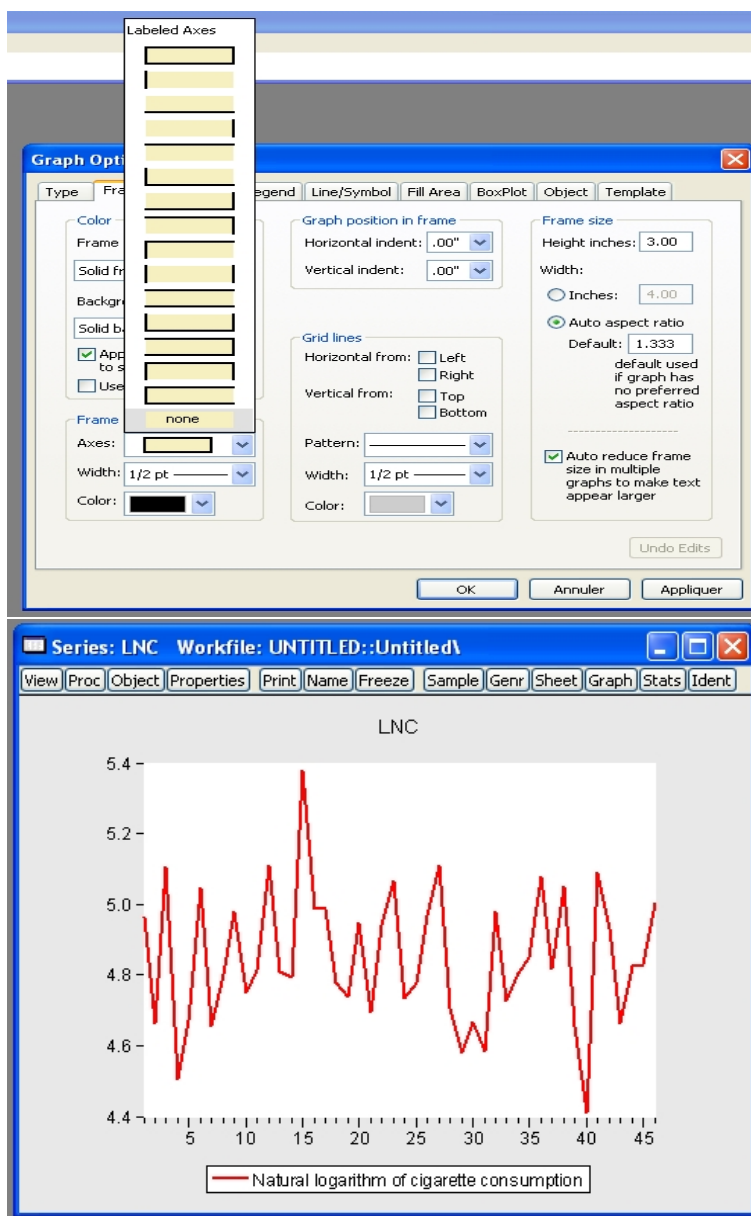 Labeled Axes
Graph Opti
Type Fra egend Line/Symbol Fill Area BoxPlot Object Template
Color
Frame
Solid fr
Backgr
Solid b
App
to s
Use
Frame
none
Axes:
Width: 1/2 pt
Color:
Graph position in frame
Horizontal indent: .00"
Vertical indent: .00"
Grid lines
Horizontal from: Left
Right
Vertical from: Top
Bottom
Pattern:
Width: 1/2 pt
Color:
Frame size
Height inches: 3.00
Width:
Inches: 4.00
Auto aspect ratio
Default: 1.333
default used
if graph has
no preferred
aspect ratio
Auto reduce frame
size in multiple
graphs to make text
appear larger
Undo Edits
OK Annuler Appliquer
Series: LNC Workfile: UNTITLED::Untitled\
View Proc Object Properties Print Name Freeze Sample Genr Sheet Graph Stats Ident
LNC
5.4
5.2
5.0
4.8
4.6
4.4
5 10 15 20 25 30 35 40 45
Natural logarithm of cigarette consumption